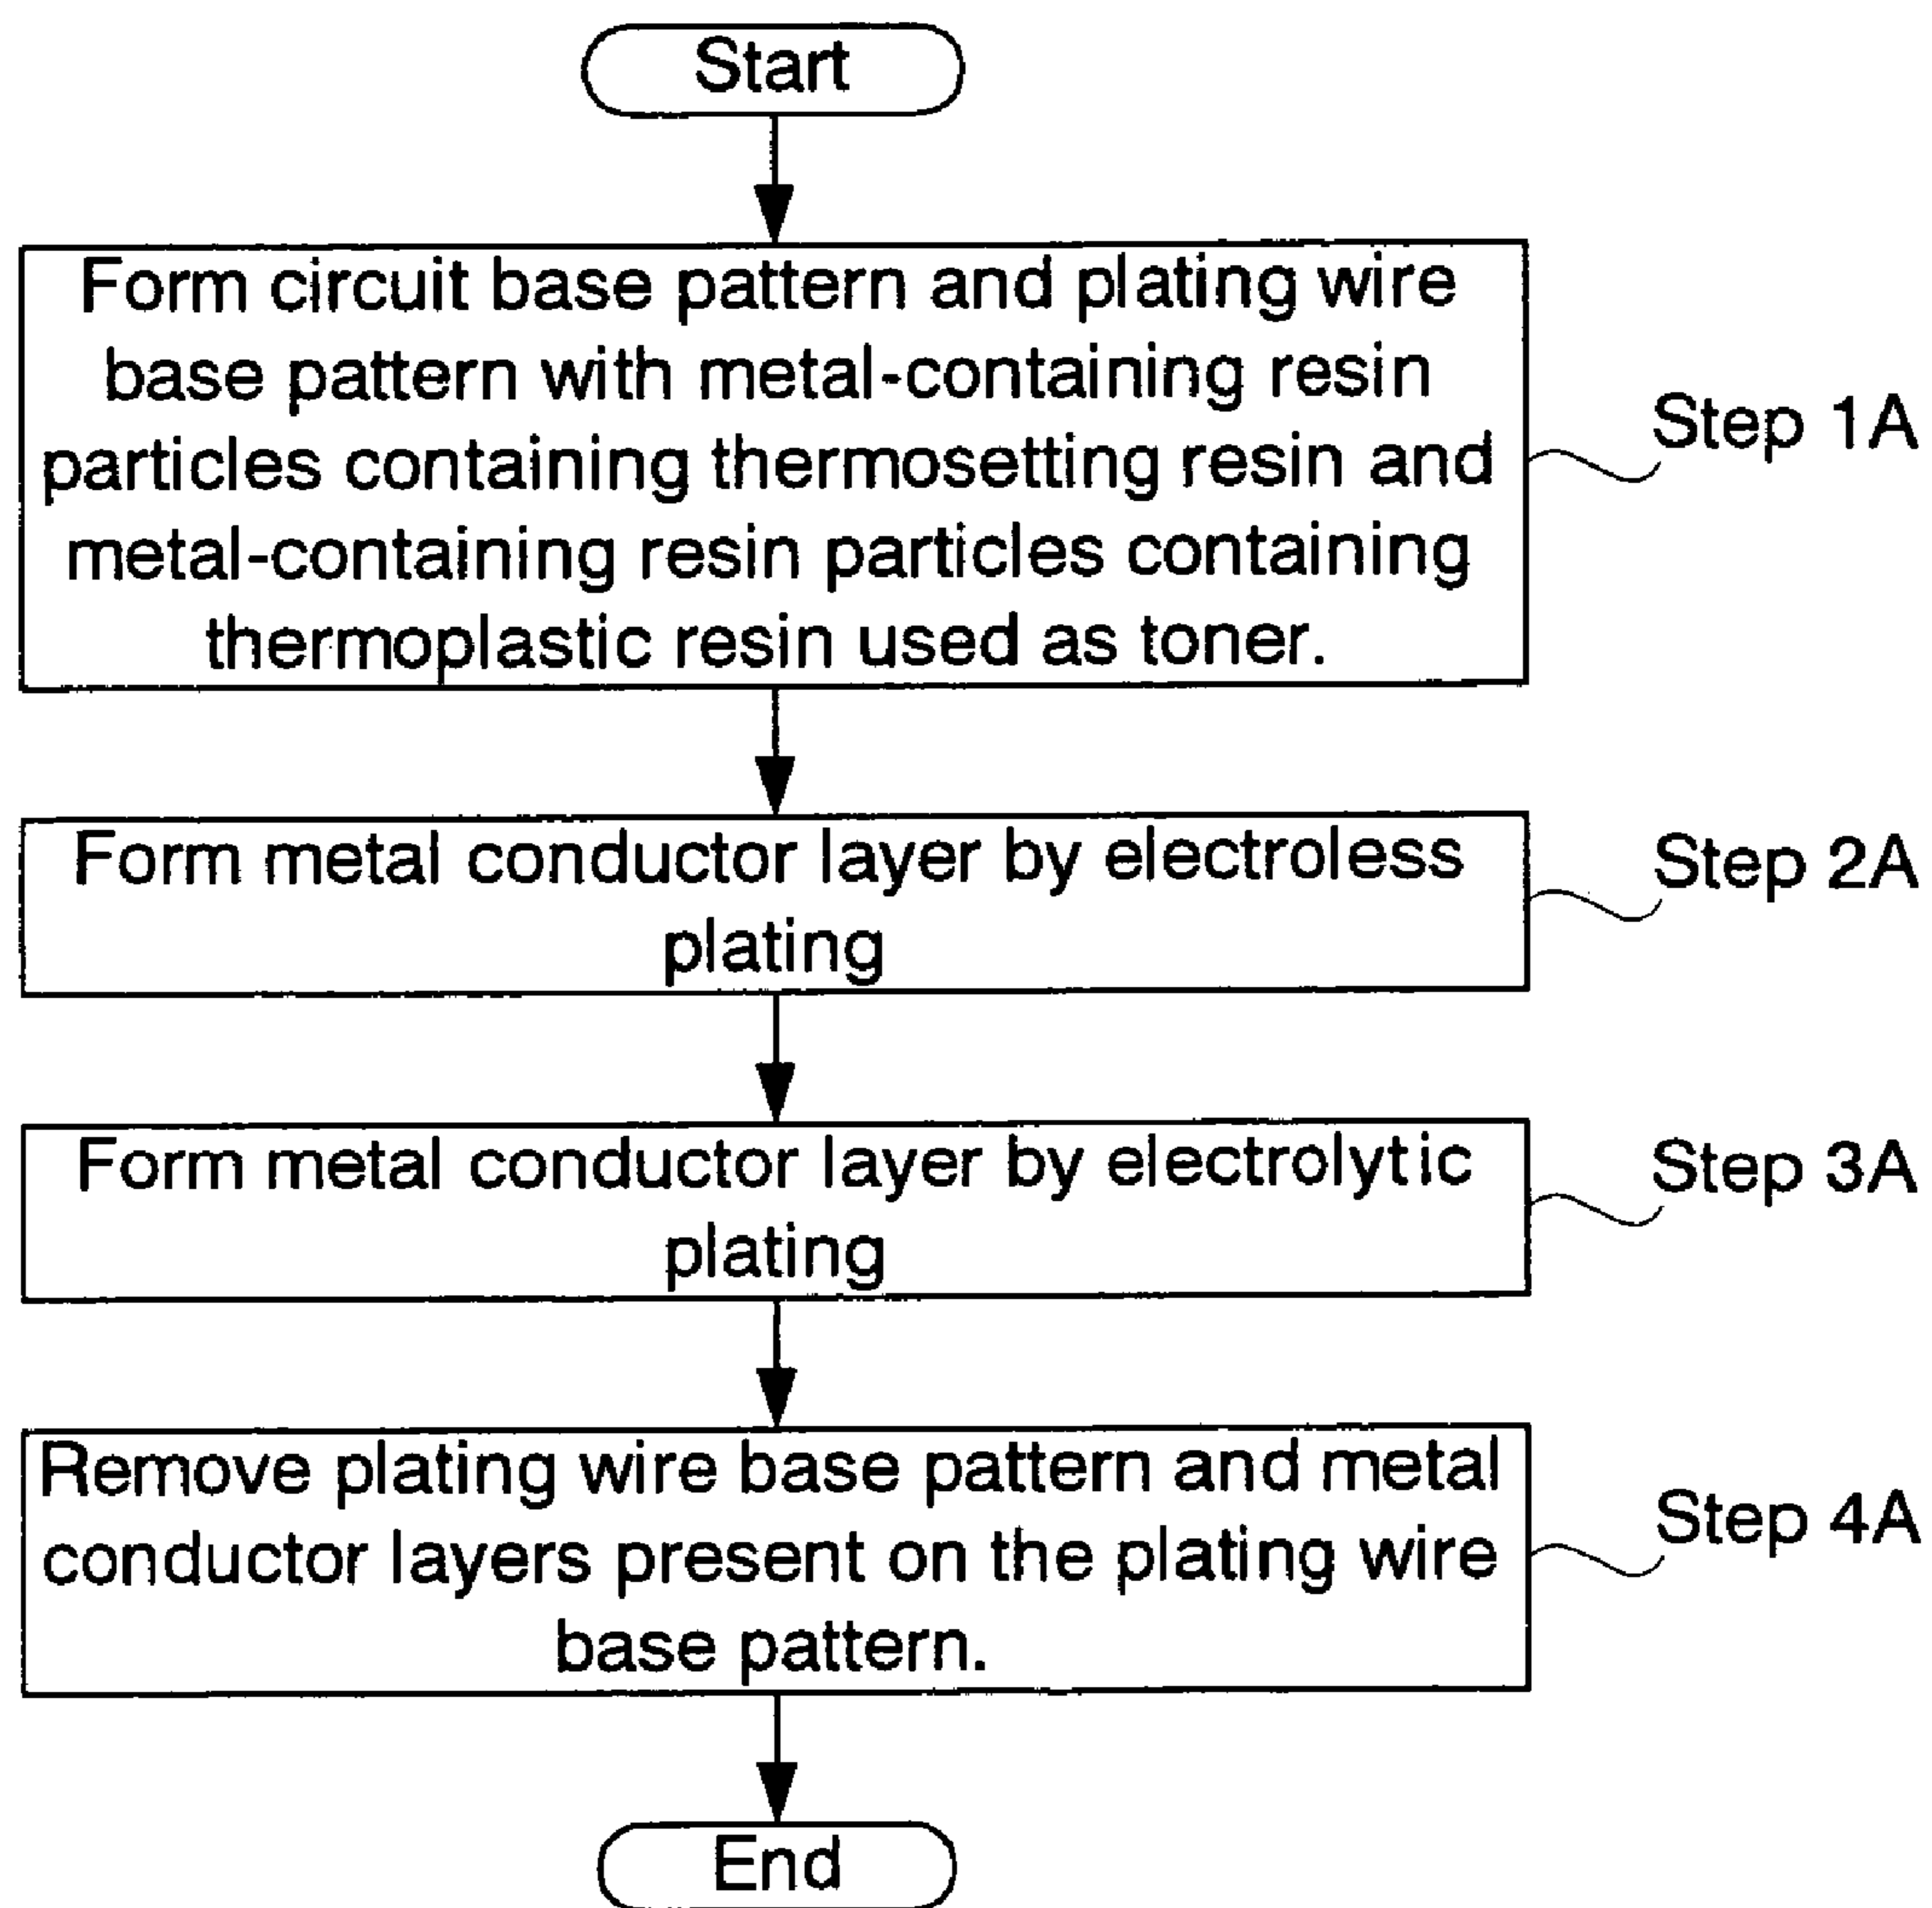 Start
Form circuit base pattern and plating wire
base pattern with metal-containing resin
particles containing thermosetting resin and
metal-containing resin particles containing
thermoplastic resin used as toner.
Step 1A
Form metal conductor layer by electroless
plating
Step 2A
Form metal conductor layer by electrolytic
plating
Step 3A
Remove plating wire base pattern and metal
conductor layers present on the plating wire
base pattern.
Step 4A
End